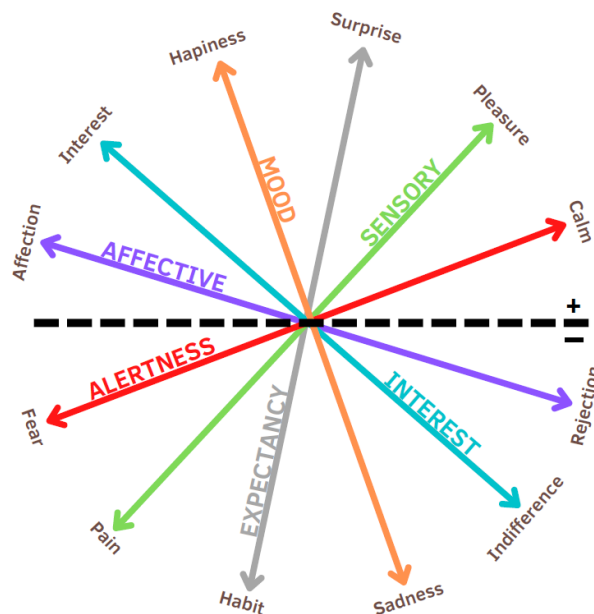 Surprise
Hapiness
Pleasure
Interest
MOOD
SENSORY
Calm
Affection
AFFECTIVE
+
−
ALERTNESS
INTEREST
EXPECTANCY
Fear
Rejection
Pain
Indifference
Habit
Sadness